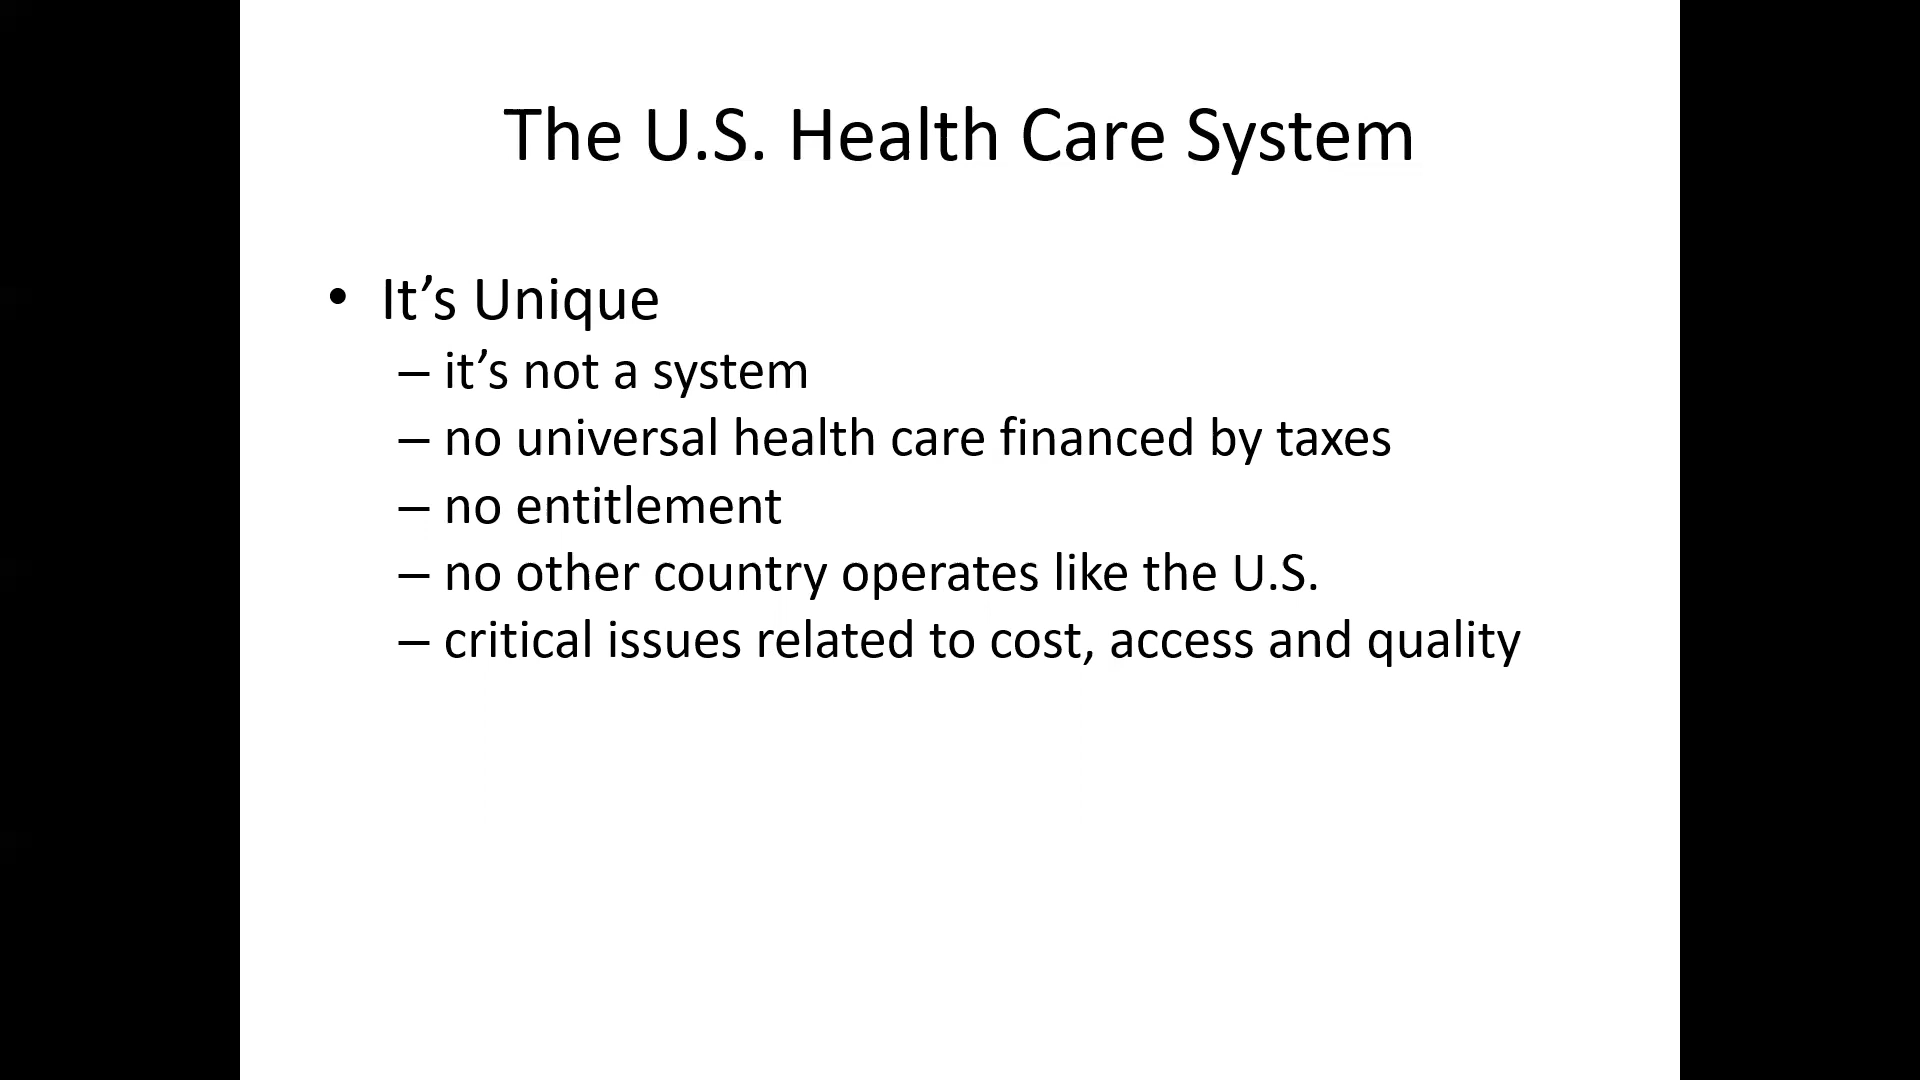 The U.S. Health Care System
• It’s Unique
– it’s not a system
– no universal health care financed by taxes
– no entitlement
– no other country operates like the U.S.
– critical issues related to cost, access and quality